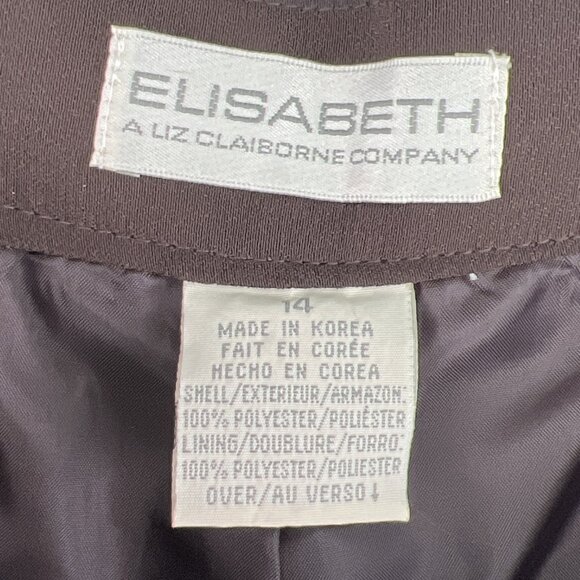 ELISABETH
A LIZ CLAIBORNE COMPANY
14
MADE IN KOREA
FAIT EN CORÉE
HECHO EN COREA
SHELL/EXTERIEUR/ARMAZON:
100% POLYESTER/POLIÉSTER
LINING/DOUBLURE/FORRO:
100% POLYESTER/POLIESTER
OVER/AU VERSO↓